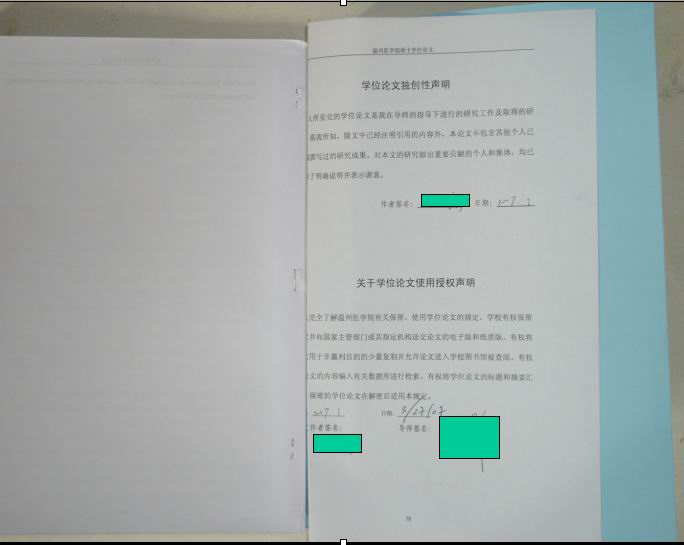 温州医学院硕士学位论文
学位论文独创性声明
人所呈交的学位论文是我在导师的指导下进行的研究工作及取得的研
据我所知，除文中已经注明引用的内容外，本论文不包含其他个人已
撰写过的研究成果。对本文的研究做出重要贡献的个人和集体，均已
了明确说明并表示谢意。
作者签名： 日期：2007. 3
关于学位论文使用授权声明
完全了解温州医学院有关保留、使用学位论文的规定，学校有权保留
并向国家主管部门或其指定机构送交论文的电子版和纸质版。有权将
用于非赢利目的的少量复制并允许论文进入学校图书馆被查阅。有权
论文的内容编入有关数据库进行检索。有权将学位论文的标题和摘要汇
保密的学位论文在解密后适用本规定。
2007. 3 日期：3/27/07
作者签名： 导师签名：
78